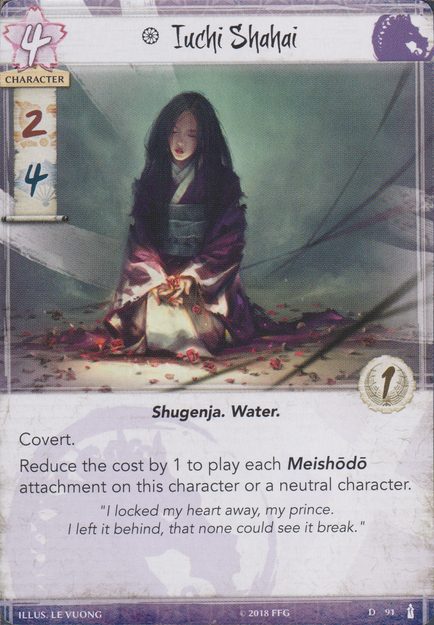 4
Iuchi Shahai
CHARACTER
2
4
1
Shugenja. Water.
Covert.
Reduce the cost by 1 to play each Meishōdō
attachment on this character or a neutral character.
"I locked my heart away, my prince.
I left it behind, that none could see it break."
ILLUS. LE VUONG
© 2018 FFG
D 91